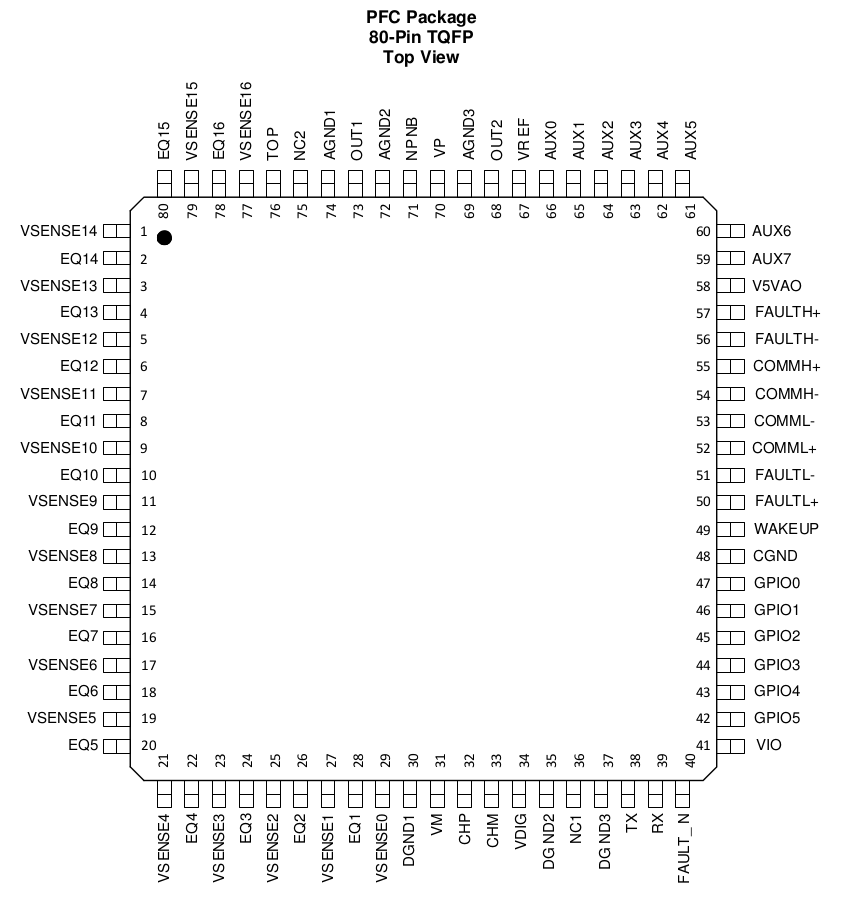 PFC Package
80-Pin TQFP
Top View
EQ15
VSENSE15
EQ16
VSENSE16
TOP
NC2
AGND1
OUT1
AGND2
NPNB
VP
AGND3
OUT2
VREF
AUX0
AUX1
AUX2
AUX3
AUX4
AUX5
80 79 78 77 76 75 74 73 72 71 70 69 68 67 66 65 64 63 62 61
VSENSE14 1 60 AUX6
EQ14 2 59 AUX7
VSENSE13 3 58 V5VAO
EQ13 4 57 FAULTH+
VSENSE12 5 56 FAULTH-
EQ12 6 55 COMMH+
VSENSE11 7 54 COMMH-
EQ11 8 53 COMML-
VSENSE10 9 52 COMML+
EQ10 10 51 FAULTL-
VSENSE9 11 50 FAULTL+
EQ9 12 49 WAKEUP
VSENSE8 13 48 CGND
EQ8 14 47 GPIO0
VSENSE7 15 46 GPIO1
EQ7 16 45 GPIO2
VSENSE6 17 44 GPIO3
EQ6 18 43 GPIO4
VSENSE5 19 42 GPIO5
EQ5 20 41 VIO
21 22 23 24 25 26 27 28 29 30 31 32 33 34 35 36 37 38 39 40
VSENSE4
EQ4
VSENSE3
EQ3
VSENSE2
EQ2
VSENSE1
EQ1
VSENSE0
DGND1
VM
CHP
CHM
VDIG
DGND2
NC1
DGND3
TX
RX
FAULT_N